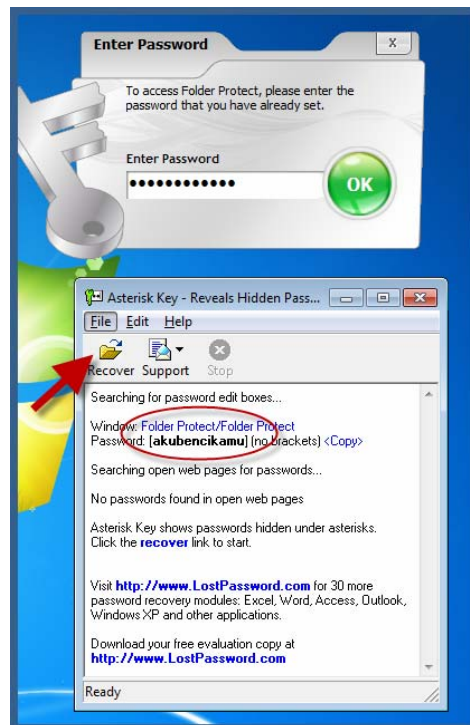 Enter Password
x
To access Folder Protect, please enter the
password that you have already set.
Enter Password
OK
Asterisk Key - Reveals Hidden Pass...
File Edit Help
Recover Support Stop
Searching for password edit boxes...
Window: Folder Protect/Folder Protect
Password: [akubencikamu] (no brackets) <Copy>
Searching open web pages for passwords...
No passwords found in open web pages
Asterisk Key shows passwords hidden under asterisks.
Click the recover link to start.
Visit http://www.LostPassword.com for 30 more
password recovery modules: Excel, Word, Access, Outlook,
Windows XP and other applications.
Download your free evaluation copy at
http://www.LostPassword.com
Ready